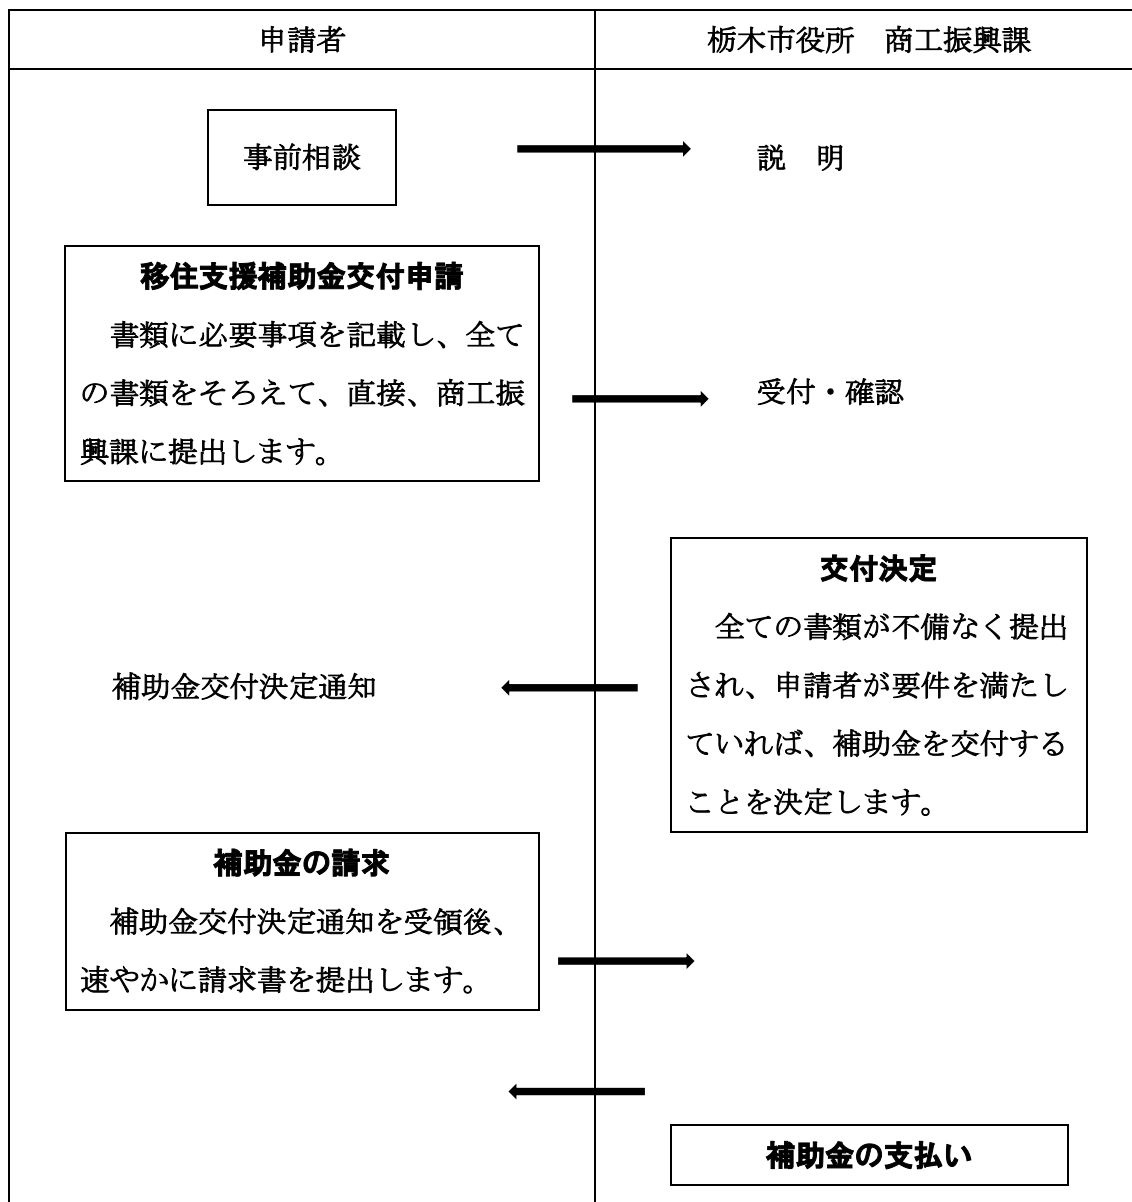 申請者
栃木市役所　商工振興課
事前相談
説　明
移住支援補助金交付申請
　書類に必要事項を記載し、全て
の書類をそろえて、直接、商工振
興課に提出します。
受付・確認
交付決定
　全ての書類が不備なく提出
され、申請者が要件を満たし
ていれば、補助金を交付する
ことを決定します。
補助金交付決定通知
補助金の請求
　補助金交付決定通知を受領後、
速やかに請求書を提出します。
補助金の支払い